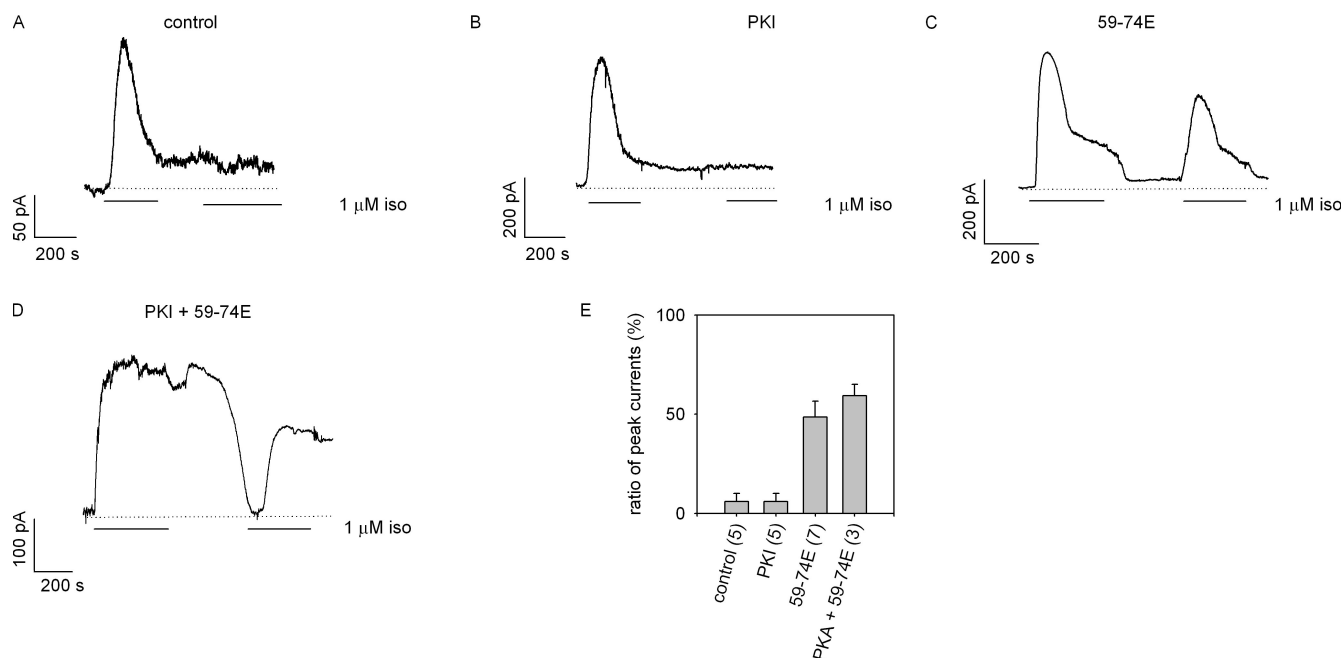 A
control
50 pA
200 s
1 μM iso
B
PKI
200 pA
200 s
1 μM iso
C
59-74E
200 pA
200 s
1 μM iso
D
PKI + 59-74E
100 pA
200 s
1 μM iso
E
ratio of peak currents (%)
100
50
0
control (5)
PKI (5)
59-74E (7)
PKA + 59-74E (3)